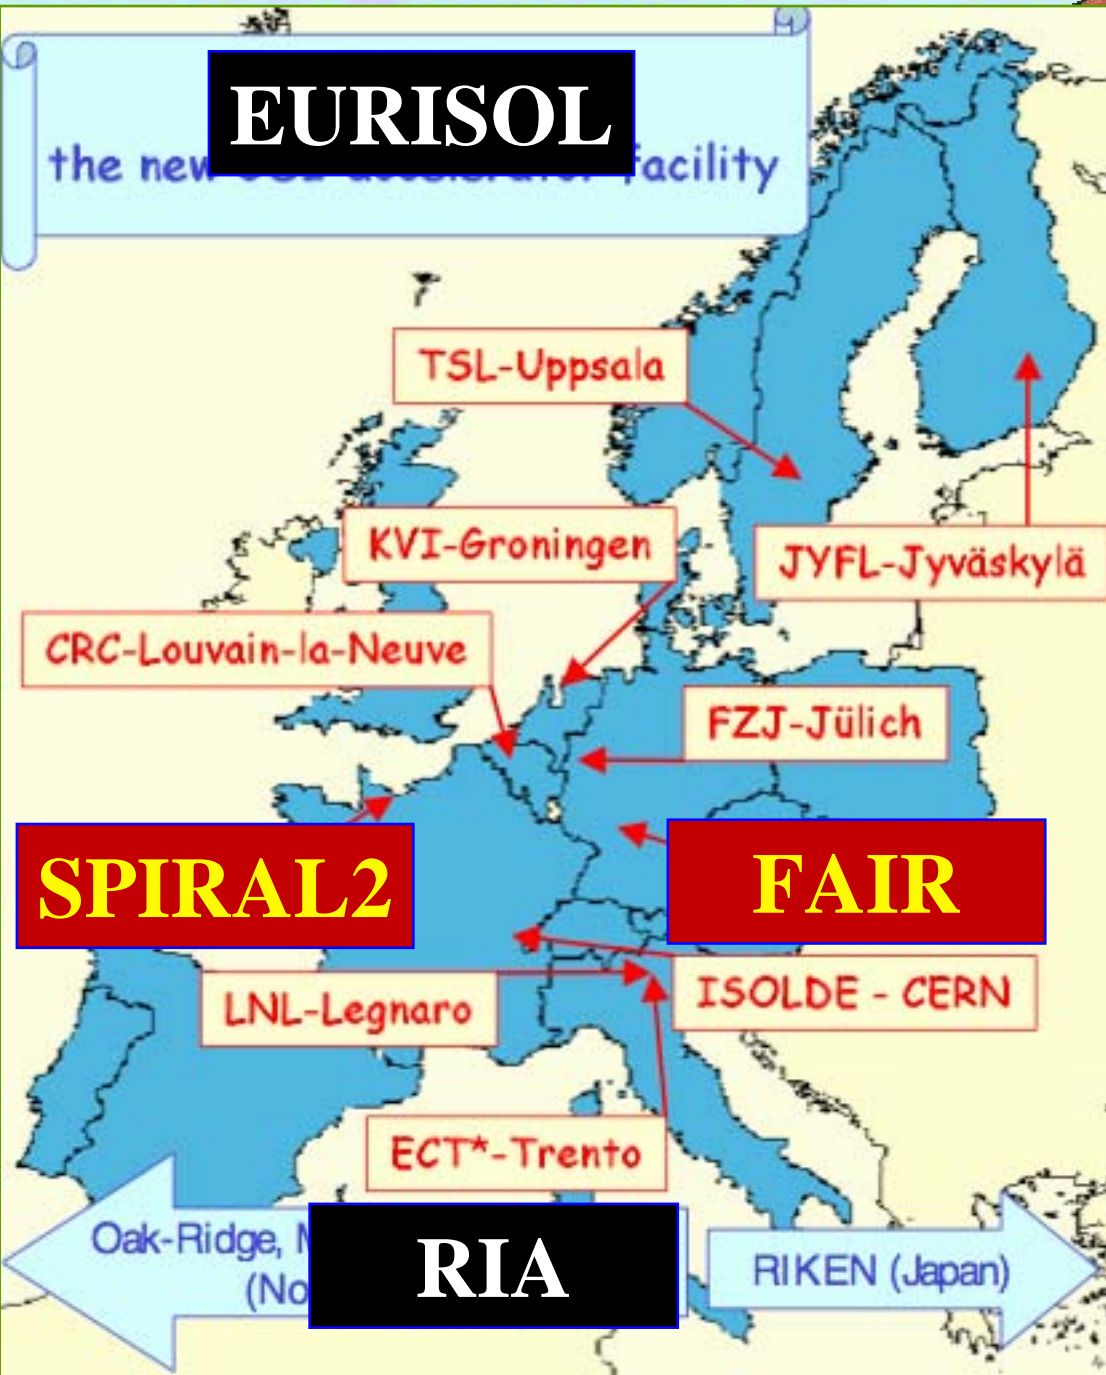 EURISOL
the new facility
TSL-Uppsala
KVI-Groningen
JYFL-Jyväskylä
CRC-Louvain-la-Neuve
FZJ-Jülich
SPIRAL2
FAIR
LNL-Legnaro
ISOLDE - CERN
ECT*-Trento
Oak-Ridge,
RIA
RIKEN (Japan)